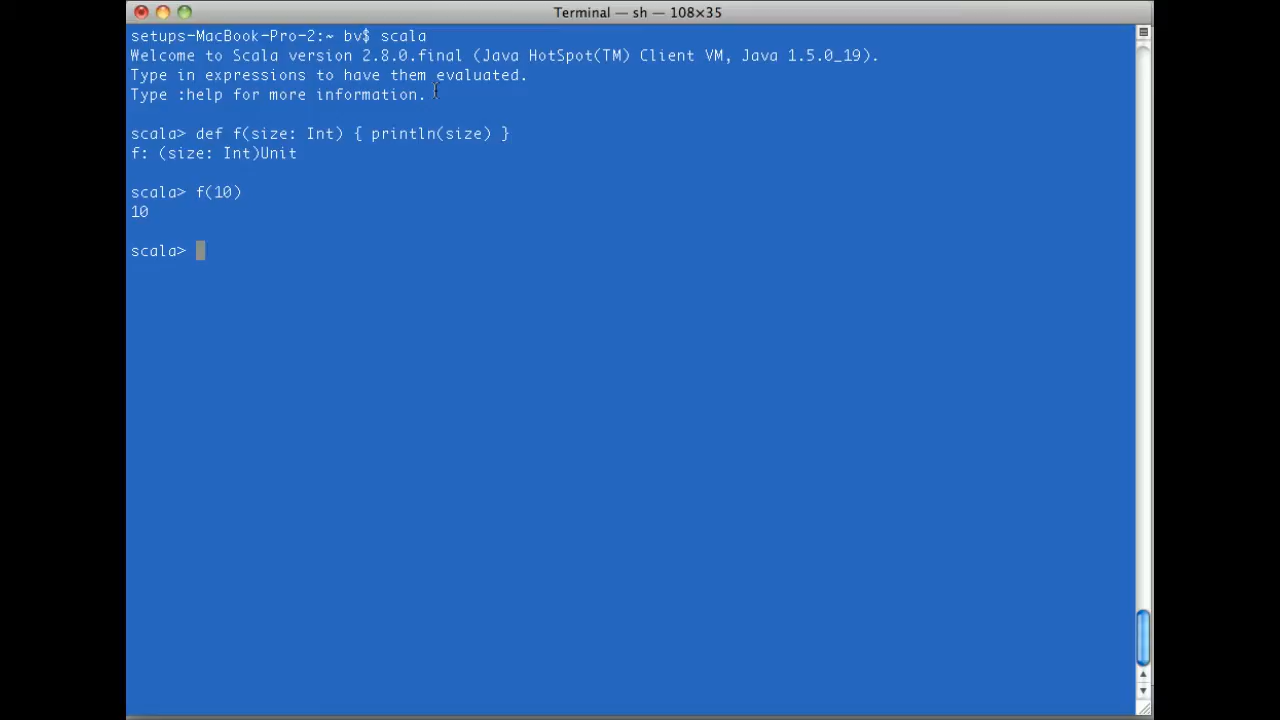 Terminal — sh — 108×35
setups-MacBook-Pro-2:~ bv$ scala
Welcome to Scala version 2.8.0.final (Java HotSpot(TM) Client VM, Java 1.5.0_19).
Type in expressions to have them evaluated.
Type :help for more information.
scala> def f(size: Int) { println(size) }
f: (size: Int)Unit
scala> f(10)
10
scala>